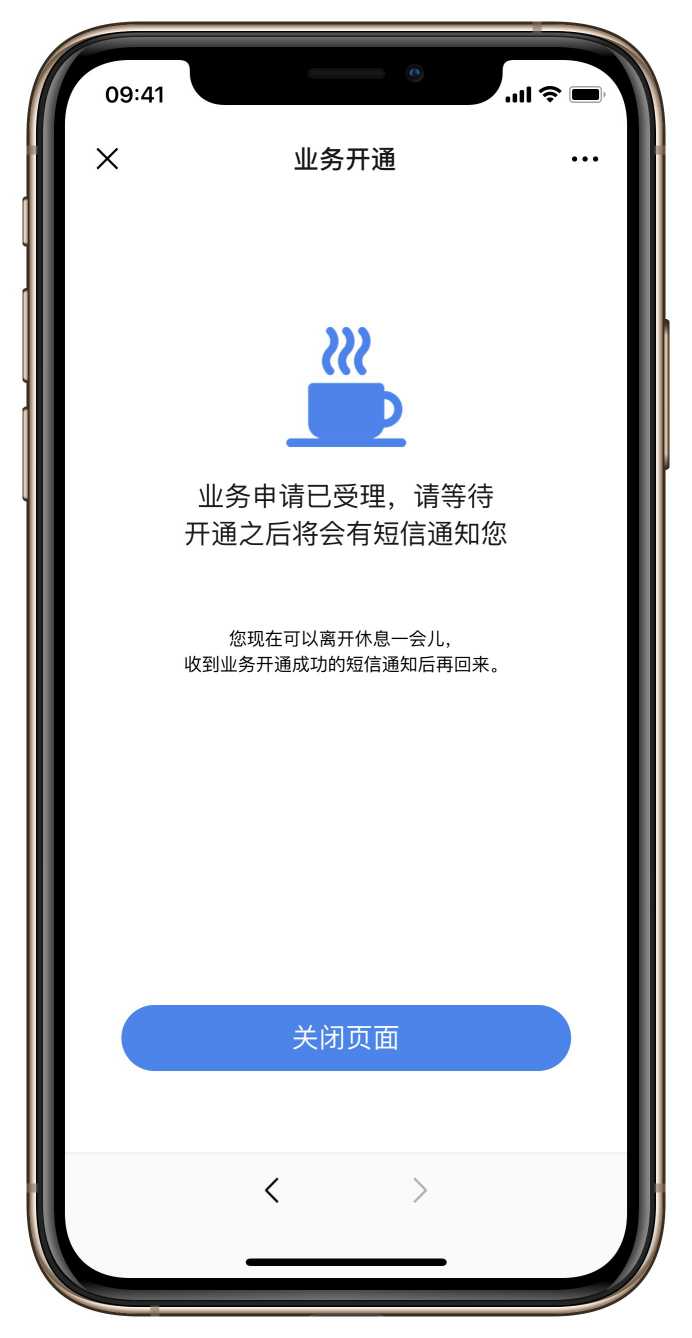 09:41
业务开通
业务申请已受理，请等待
开通之后将会有短信通知您
您现在可以离开休息一会儿，
收到业务开通成功的短信通知后再回来。
关闭页面